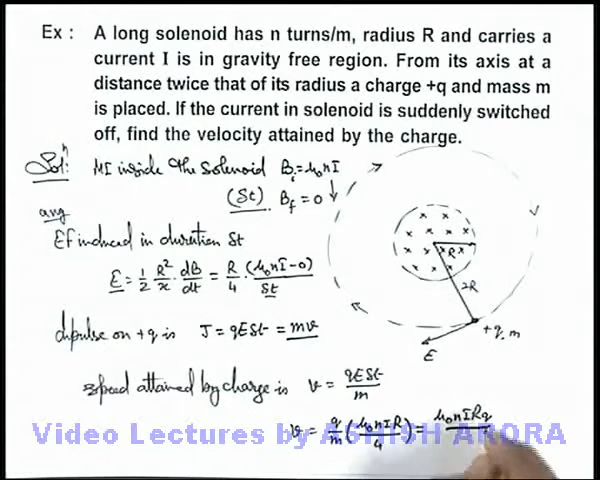 Ex : A long solenoid has n turns/m, radius R and carries a
current I is in gravity free region. From its axis at a
distance twice that of its radius a charge +q and mass m
is placed. If the current in solenoid is suddenly switched
off, find the velocity attained by the charge.
Solⁿ: MI inside the solenoid Bᵢ = μ₀nI
(δt) B_f = 0
avg
EF induced in duration δt
E = 1/2 R²/x · dB/dt = R/4 · (μ₀nI-0)/δt
Impulse on +q is J = qEδt = mv
speed attained by charge is v = qEδt/m
v = q/m (μ₀nIR/4) = μ₀nIRq
R
2R
+q, m
E
Video Lectures by ASHISH ARORA